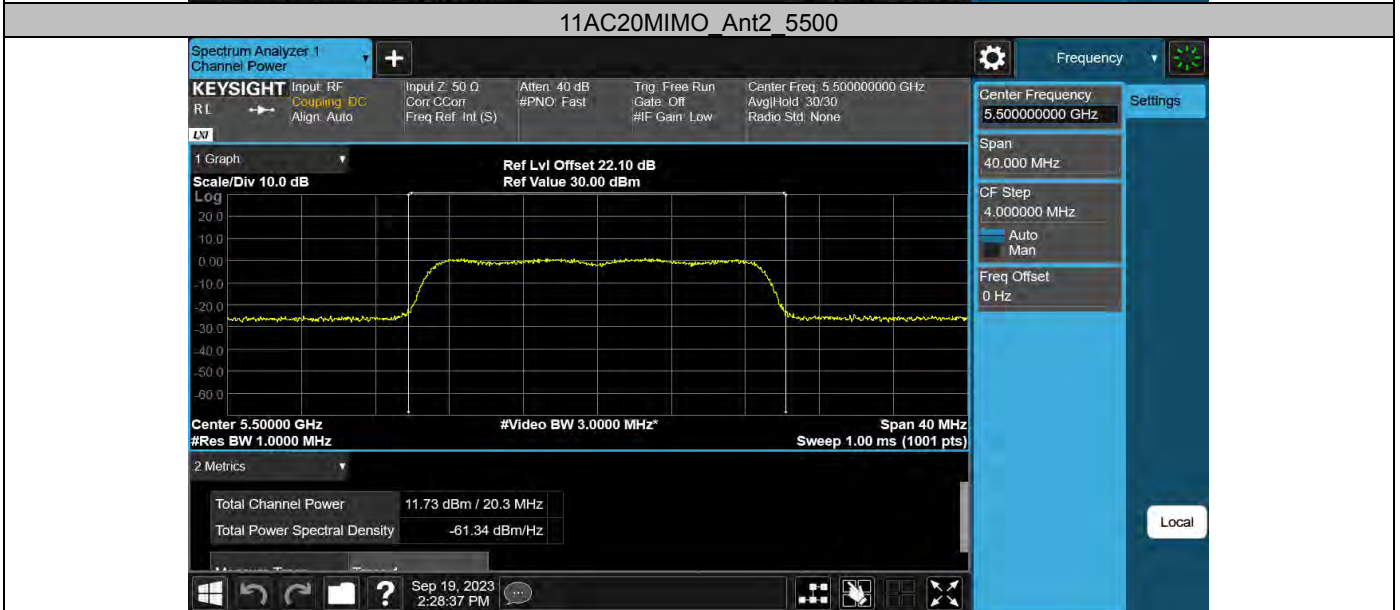 11AC20MIMO_Ant2_5500
Spectrum Analyzer 1
Channel Power
+
Frequency
KEYSIGHT
R L
LXI
Input: RF
Coupling: DC
Align: Auto
Input Z: 50 Ω
Corr CCorr
Freq Ref: Int (S)
Atten: 40 dB
#PNO: Fast
Trig: Free Run
Gate: Off
#IF Gain: Low
Center Freq: 5.500000000 GHz
Avg|Hold: 30/30
Radio Std: None
Center Frequency
5.500000000 GHz
Settings
Span
40.000 MHz
CF Step
4.000000 MHz
Auto
Man
Freq Offset
0 Hz
1 Graph
Scale/Div 10.0 dB
Ref Lvl Offset 22.10 dB
Ref Value 30.00 dBm
Log
20.0
10.0
0.00
-10.0
-20.0
-30.0
-40.0
-50.0
-60.0
Center 5.50000 GHz
#Video BW 3.0000 MHz*
Span 40 MHz
#Res BW 1.0000 MHz
Sweep 1.00 ms (1001 pts)
2 Metrics
Total Channel Power 11.73 dBm / 20.3 MHz
Total Power Spectral Density -61.34 dBm/Hz
Local
?
Sep 19, 2023
2:28:37 PM